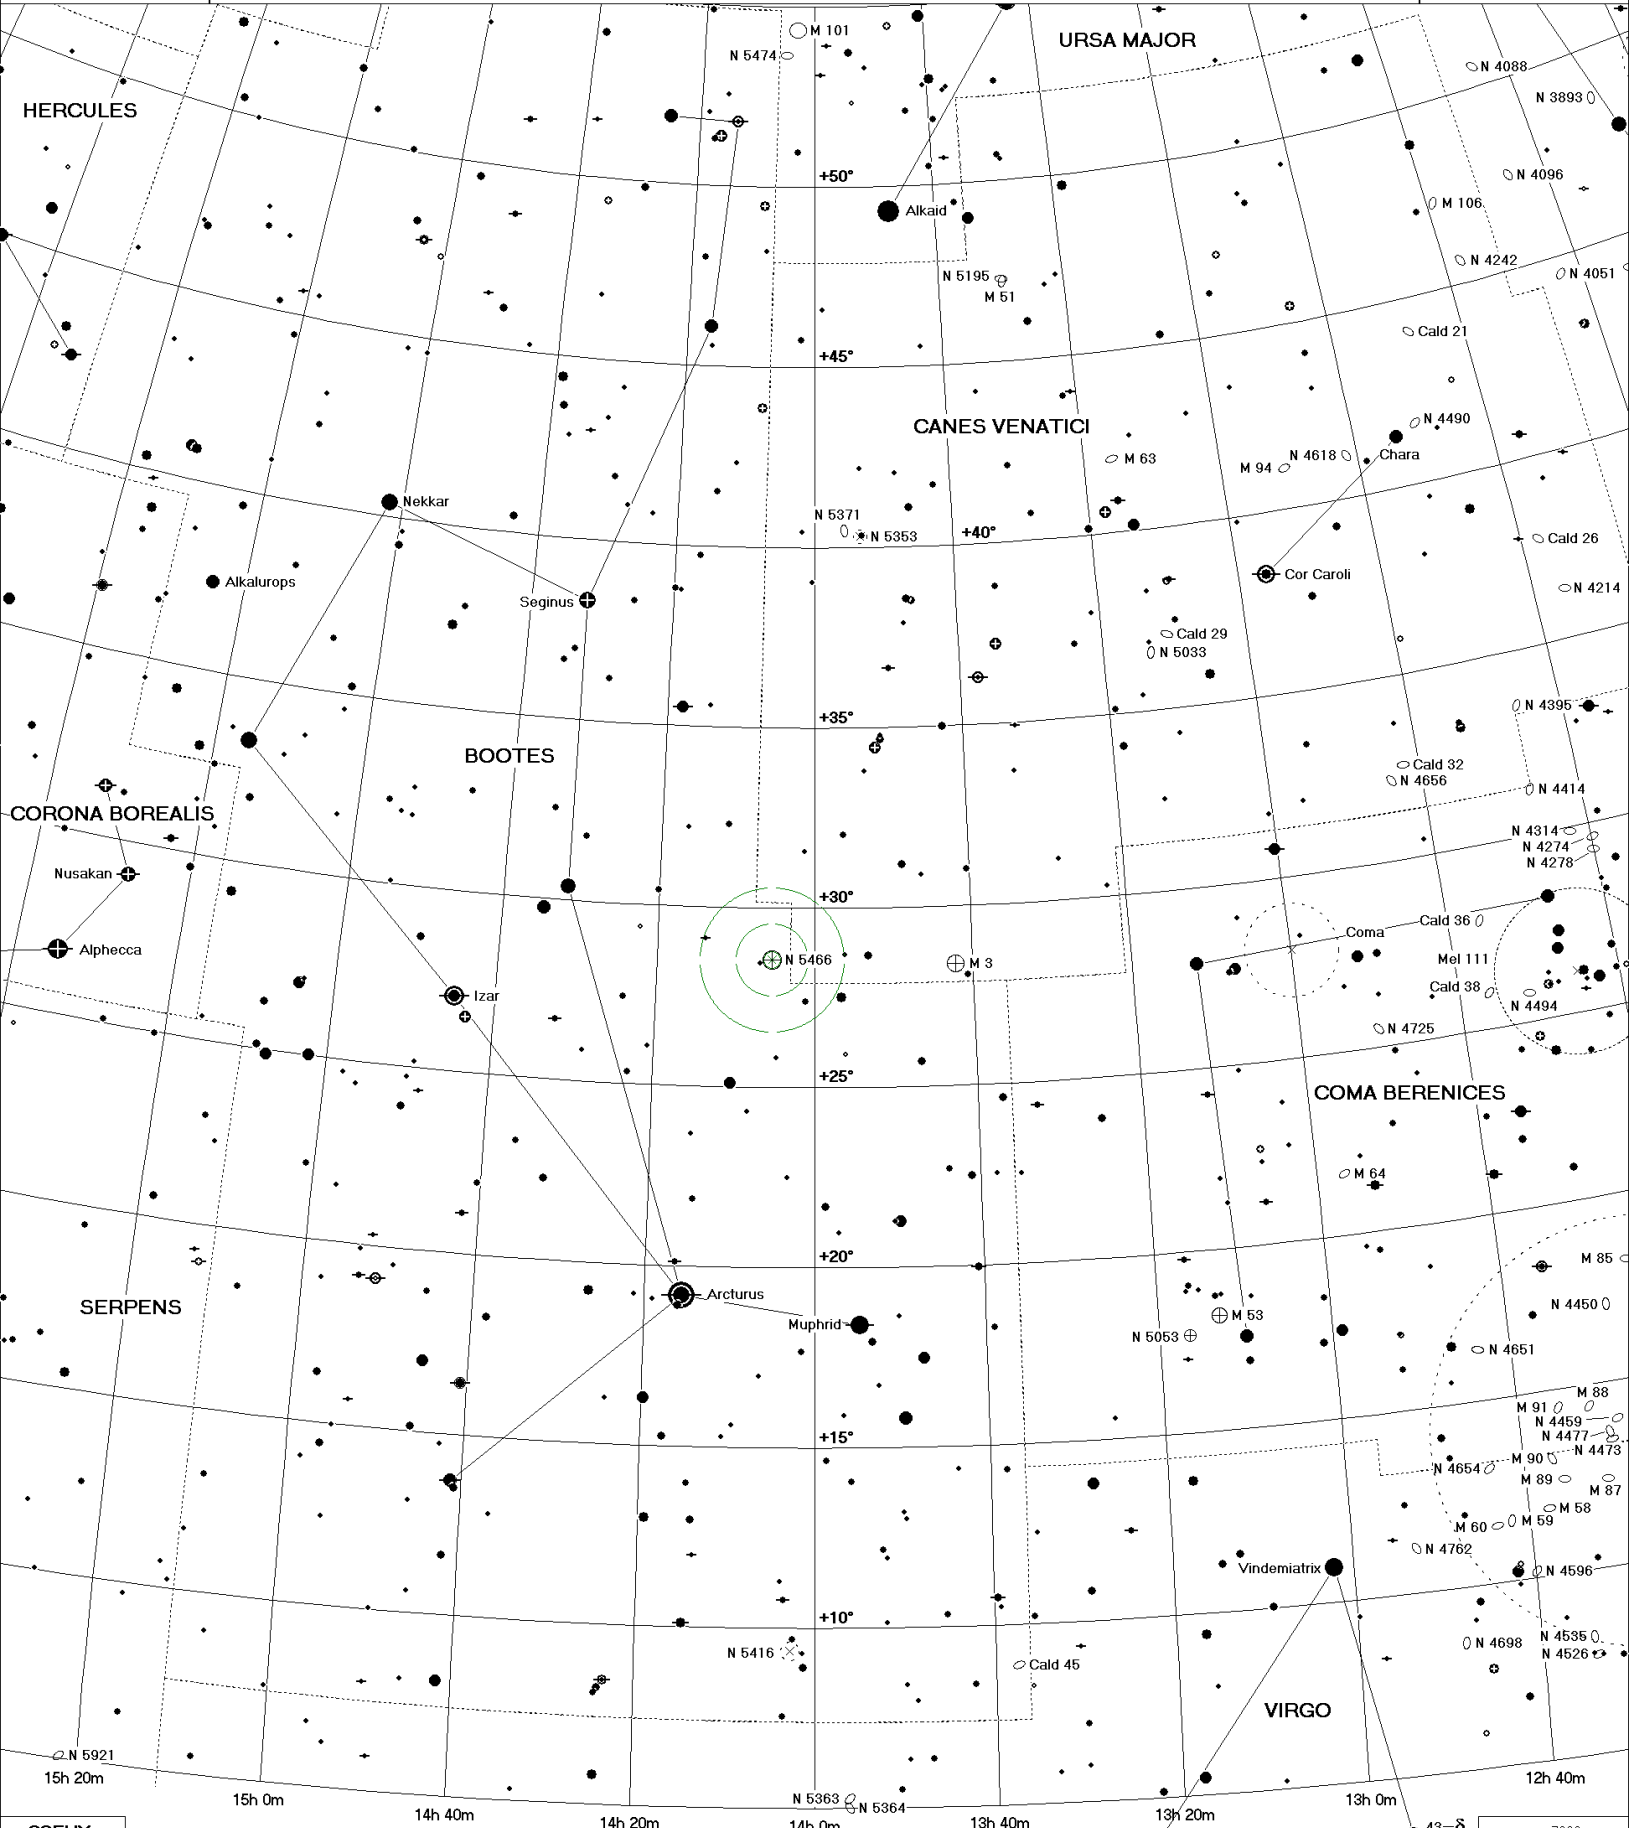 M 101
URSA MAJOR
N 5474
N 4088
N 3893
HERCULES
+50°
N 4096
M 106
Alkaid
N 4242
N 4051
N 5195
M 51
Cald 21
+45°
CANES VENATICI
N 4490
Chara
M 63
N 4618
M 94
Nekkar
N 5371
N 5353
+40°
Cald 26
Alkalurops
Cor Caroli
N 4214
Seginus
Cald 29
N 5033
N 4395
+35°
BOOTES
Cald 32
N 4656
N 4414
CORONA BOREALIS
N 4314
N 4274
N 4278
Nusakan
+30°
Cald 36
Coma
Alphecca
N 5466
M 3
Mel 111
Cald 38
Izar
N 4494
N 4725
+25°
COMA BERENICES
M 64
+20°
M 85
SERPENS
Arcturus
N 4450
M 53
Muphrid
N 5053
N 4651
M 88
M 91
N 4459
+15°
N 4477
N 4473
M 90
N 4654
M 89
M 87
M 58
M 59
M 60
N 4762
Vindemiatrix
N 4596
+10°
N 4535
N 4698
N 5416
N 4526
Cald 45
VIRGO
N 5921
15h 20m
12h 40m
15h 0m
N 5363
13h 0m
N 5364
14h 40m
13h 20m
14h 20m
14h 0m
13h 40m